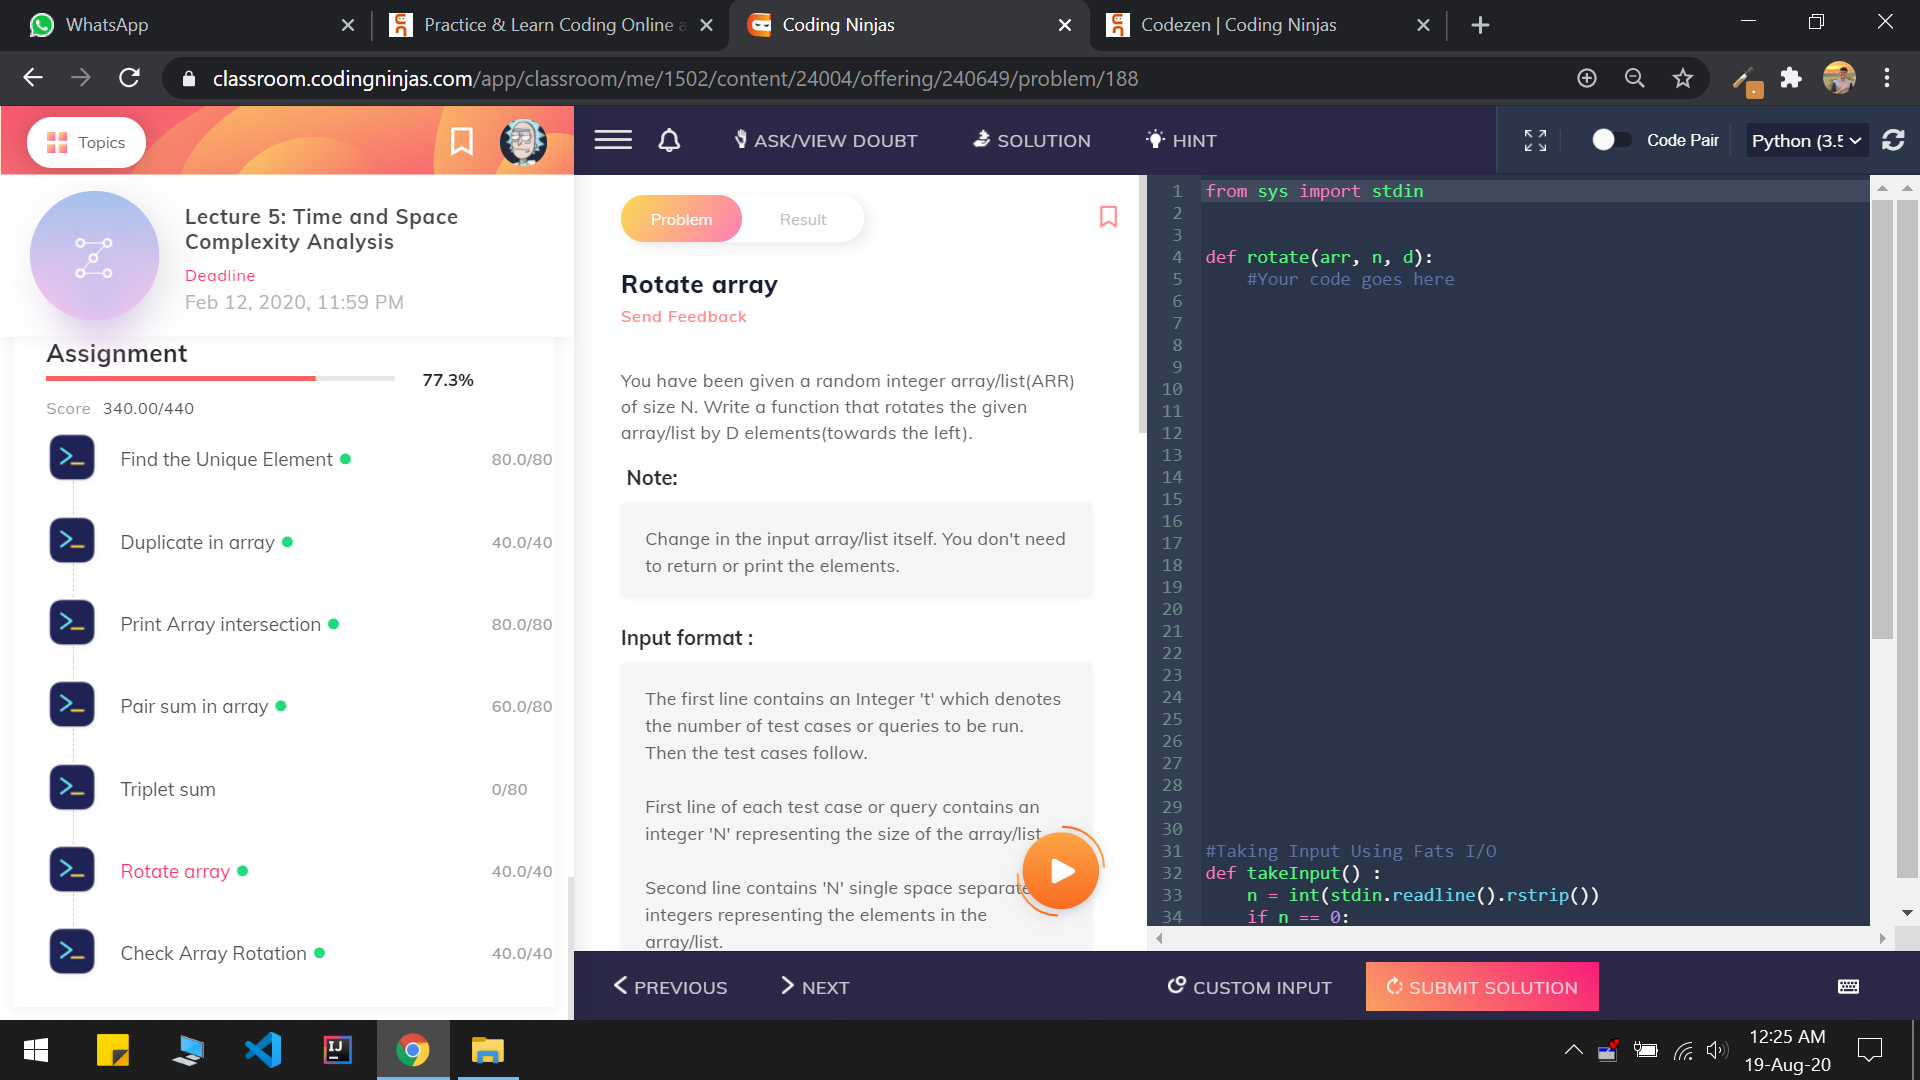 WhatsApp
Practice & Learn Coding Online a
Coding Ninjas
Codezen | Coding Ninjas
classroom.codingninjas.com/app/classroom/me/1502/content/24004/offering/240649/problem/188
Topics
ASK/VIEW DOUBT
SOLUTION
HINT
Code Pair
Python (3.5
Lecture 5: Time and Space
Complexity Analysis
Deadline
Feb 12, 2020, 11:59 PM
Assignment
77.3%
Score 340.00/440
Find the Unique Element 80.0/80
Duplicate in array 40.0/40
Print Array intersection 80.0/80
Pair sum in array 60.0/80
Triplet sum 0/80
Rotate array 40.0/40
Check Array Rotation 40.0/40
Problem
Result
Rotate array
Send Feedback
You have been given a random integer array/list(ARR)
of size N. Write a function that rotates the given
array/list by D elements(towards the left).
Note:
Change in the input array/list itself. You don't need
to return or print the elements.
Input format :
The first line contains an Integer 't' which denotes
the number of test cases or queries to be run.
Then the test cases follow.
First line of each test case or query contains an
integer 'N' representing the size of the array/list.
Second line contains 'N' single space separate
integers representing the elements in the
array/list.
1 from sys import stdin
2
3
4 def rotate(arr, n, d):
5 #Your code goes here
6
7
8
9
10
11
12
13
14
15
16
17
18
19
20
21
22
23
24
25
26
27
28
29
30
31 #Taking Input Using Fats I/O
32 def takeInput() :
33 n = int(stdin.readline().rstrip())
34 if n == 0:
PREVIOUS
NEXT
CUSTOM INPUT
SUBMIT SOLUTION
IJ
12:25 AM
19-Aug-20